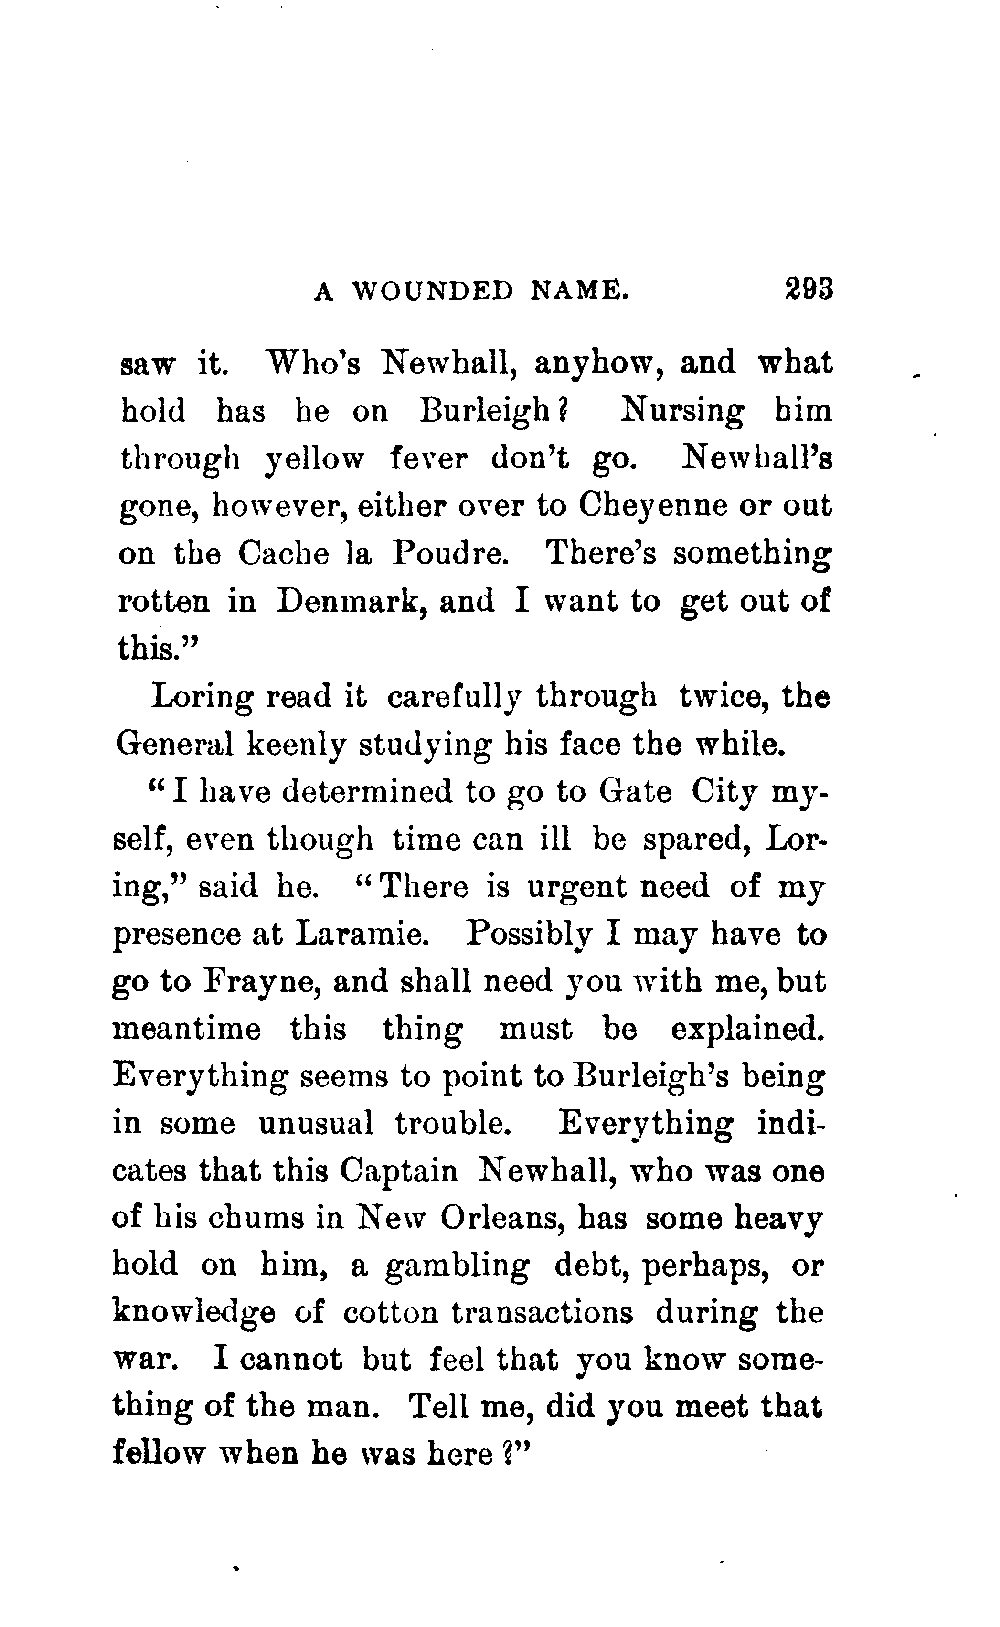 A WOUNDED NAME. 293
saw it. Who's Newhall, anyhow, and what
hold has he on Burleigh? Nursing him
through yellow fever don't go. Newhall's
gone, however, either over to Cheyenne or out
on the Cache la Poudre. There's something
rotten in Denmark, and I want to get out of
this."
Loring read it carefully through twice, the
General keenly studying his face the while.
"I have determined to go to Gate City my-
self, even though time can ill be spared, Lor-
ing," said he. "There is urgent need of my
presence at Laramie. Possibly I may have to
go to Frayne, and shall need you with me, but
meantime this thing must be explained.
Everything seems to point to Burleigh's being
in some unusual trouble. Everything indi-
cates that this Captain Newhall, who was one
of his chums in New Orleans, has some heavy
hold on him, a gambling debt, perhaps, or
knowledge of cotton transactions during the
war. I cannot but feel that you know some-
thing of the man. Tell me, did you meet that
fellow when he was here?"